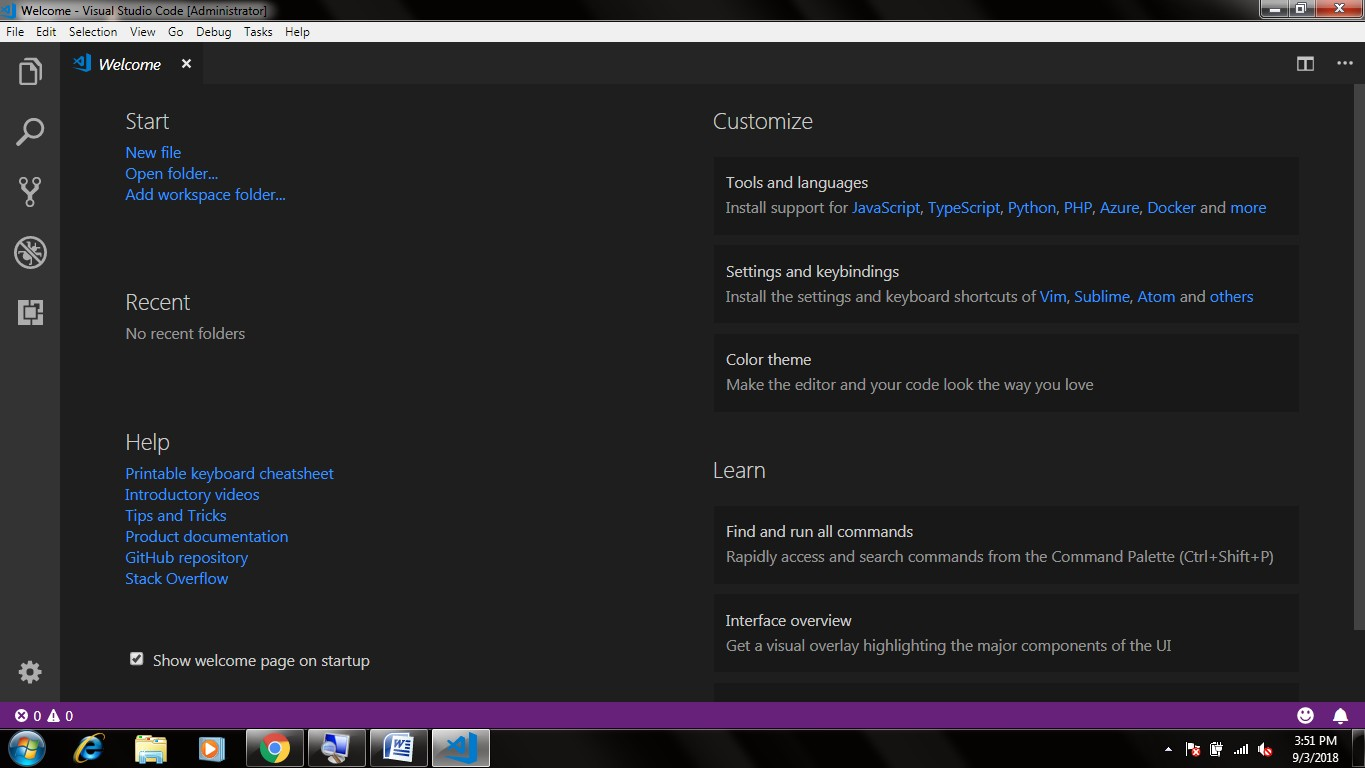 Welcome - Visual Studio Code [Administrator]
File Edit Selection View Go Debug Tasks Help
Welcome
Start
New file
Open folder...
Add workspace folder...
Recent
No recent folders
Help
Printable keyboard cheatsheet
Introductory videos
Tips and Tricks
Product documentation
GitHub repository
Stack Overflow
Show welcome page on startup
Customize
Tools and languages
Install support for JavaScript, TypeScript, Python, PHP, Azure, Docker and more
Settings and keybindings
Install the settings and keyboard shortcuts of Vim, Sublime, Atom and others
Color theme
Make the editor and your code look the way you love
Learn
Find and run all commands
Rapidly access and search commands from the Command Palette (Ctrl+Shift+P)
Interface overview
Get a visual overlay highlighting the major components of the UI
0 0
3:51 PM
9/3/2018